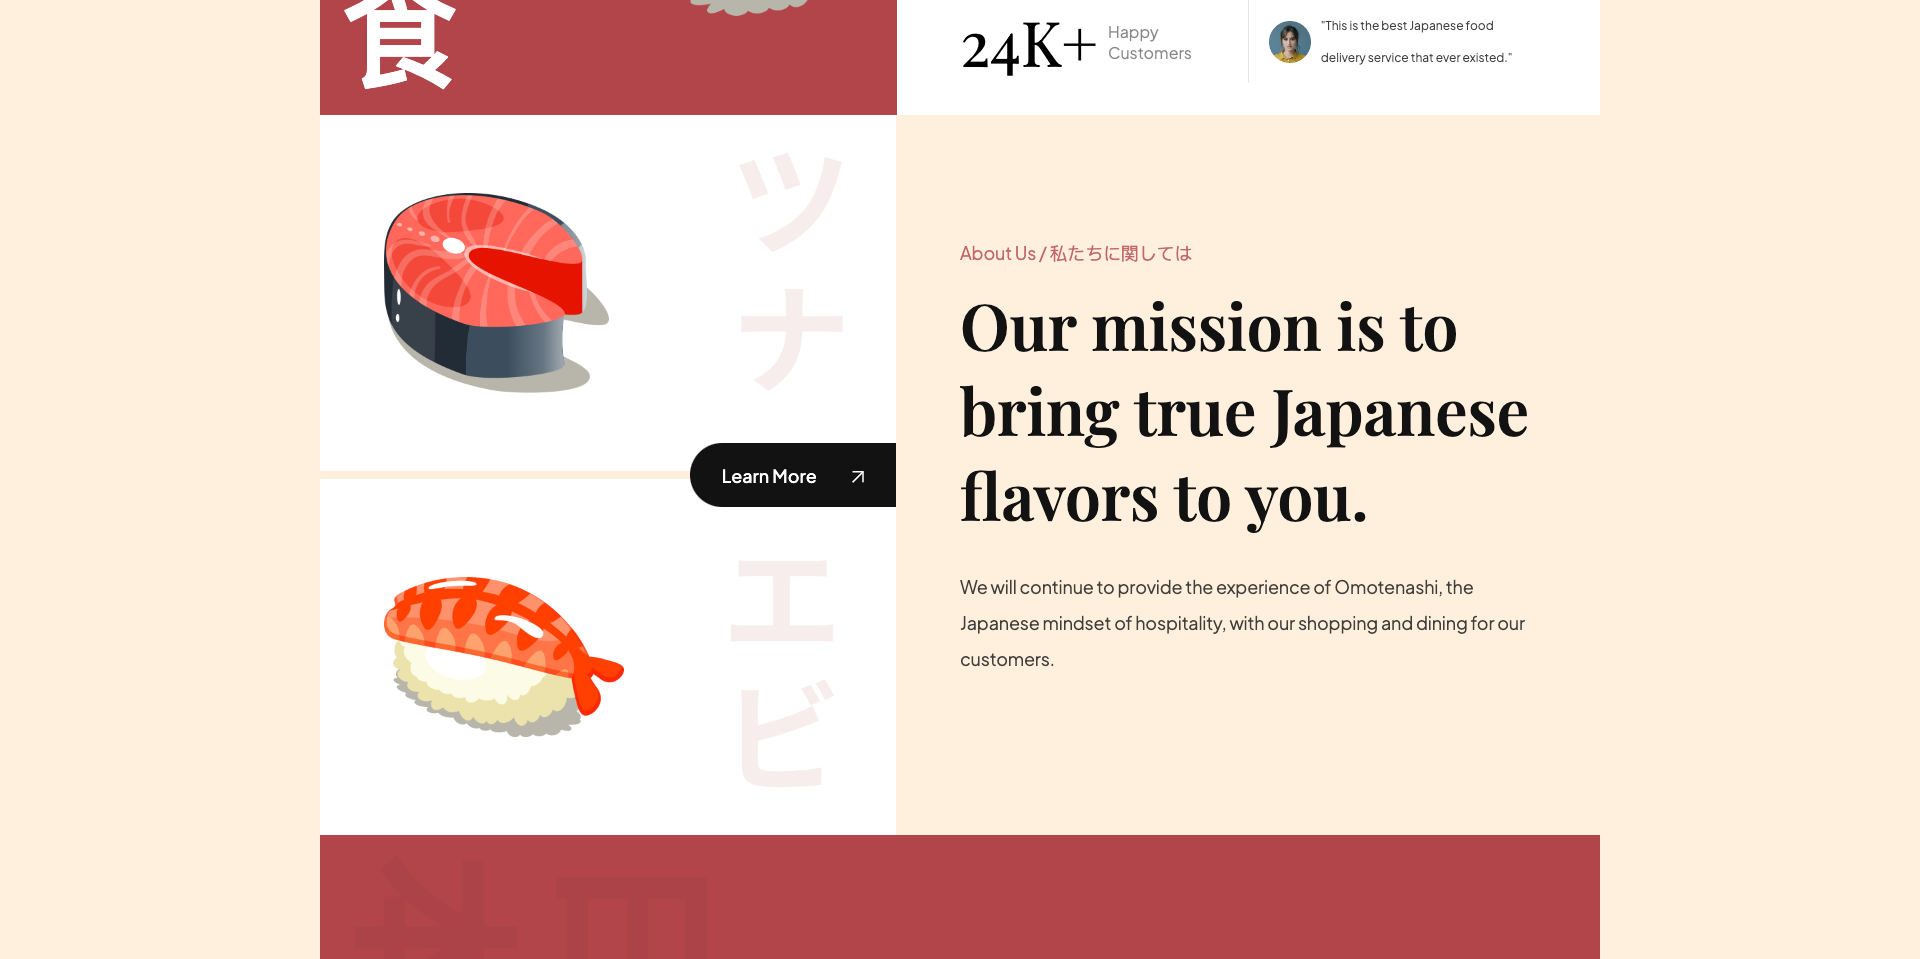 食
24K+
Happy
Customers
"This is the best Japanese food
delivery service that ever existed."
ツ
ナ
Learn More
エ
ビ
About Us / 私たちに関しては
Our mission is to
bring true Japanese
flavors to you.
We will continue to provide the experience of Omotenashi, the
Japanese mindset of hospitality, with our shopping and dining for our
customers.